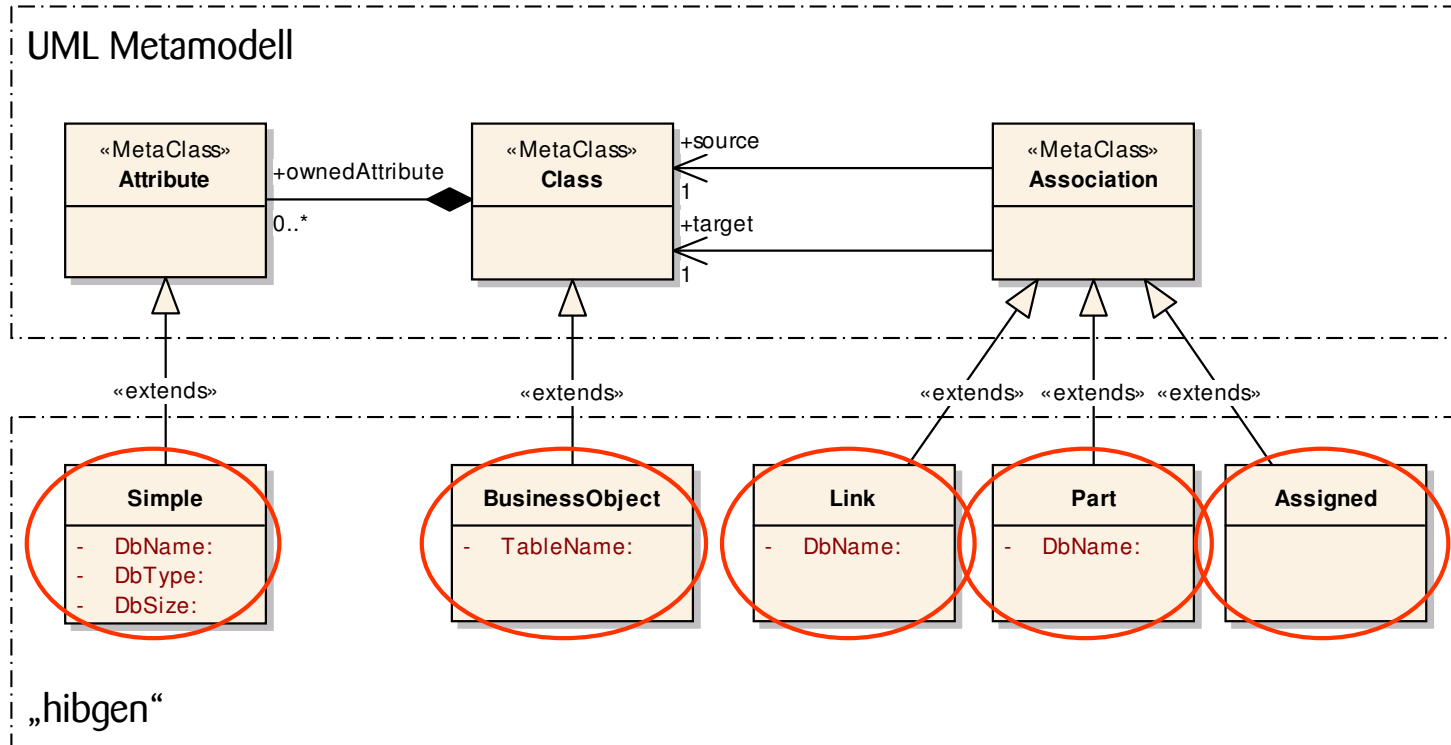 UML Metamodell
«MetaClass»
Attribute
+ownedAttribute
0..*
«MetaClass»
Class
+source
1
+target
1
«MetaClass»
Association
«extends»
«extends»
«extends»
«extends»
«extends»
Simple
- DbName:
- DbType:
- DbSize:
BusinessObject
- TableName:
Link
- DbName:
Part
- DbName:
Assigned
„hibgen“